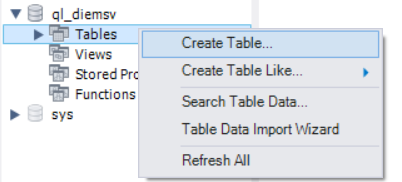 ql_diemsv
Tables
Views
Stored Pro
Functions
sys
Create Table...
Create Table Like...
Search Table Data...
Table Data Import Wizard
Refresh All